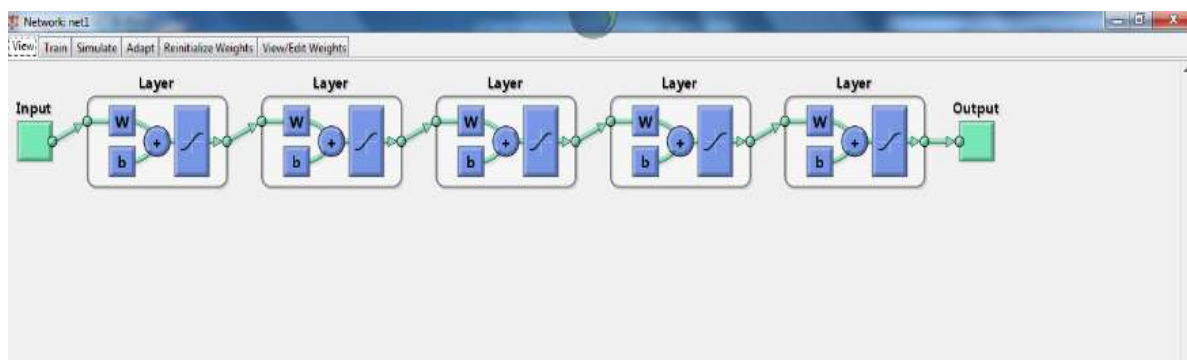 Network: net1
View Train Simulate Adapt Reinitialize Weights View/Edit Weights
Layer Layer Layer Layer Layer
Input Output
W W W W W
+ + + + +
b b b b b